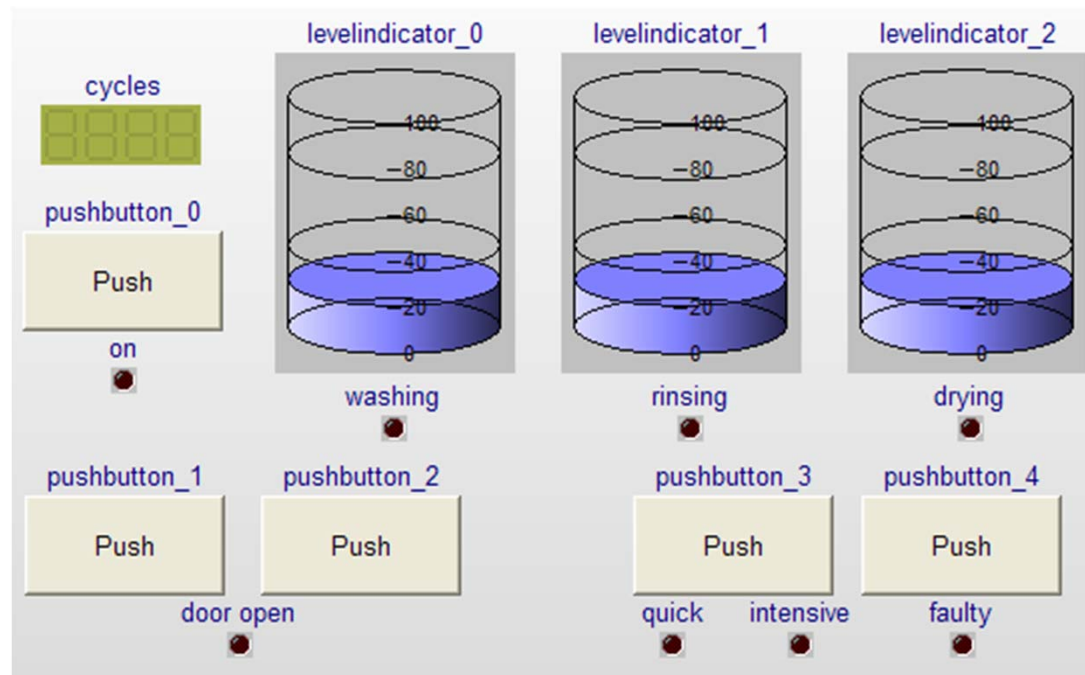 levelindicator_0 levelindicator_1 levelindicator_2
cycles
pushbutton_0
Push
on
100 100 100
–80 –80 –80
–60 –60 –60
–40 –40 –40
–20 –20 –20
0 0 0
washing rinsing drying
pushbutton_1 pushbutton_2 pushbutton_3 pushbutton_4
Push Push Push Push
door open quick intensive faulty